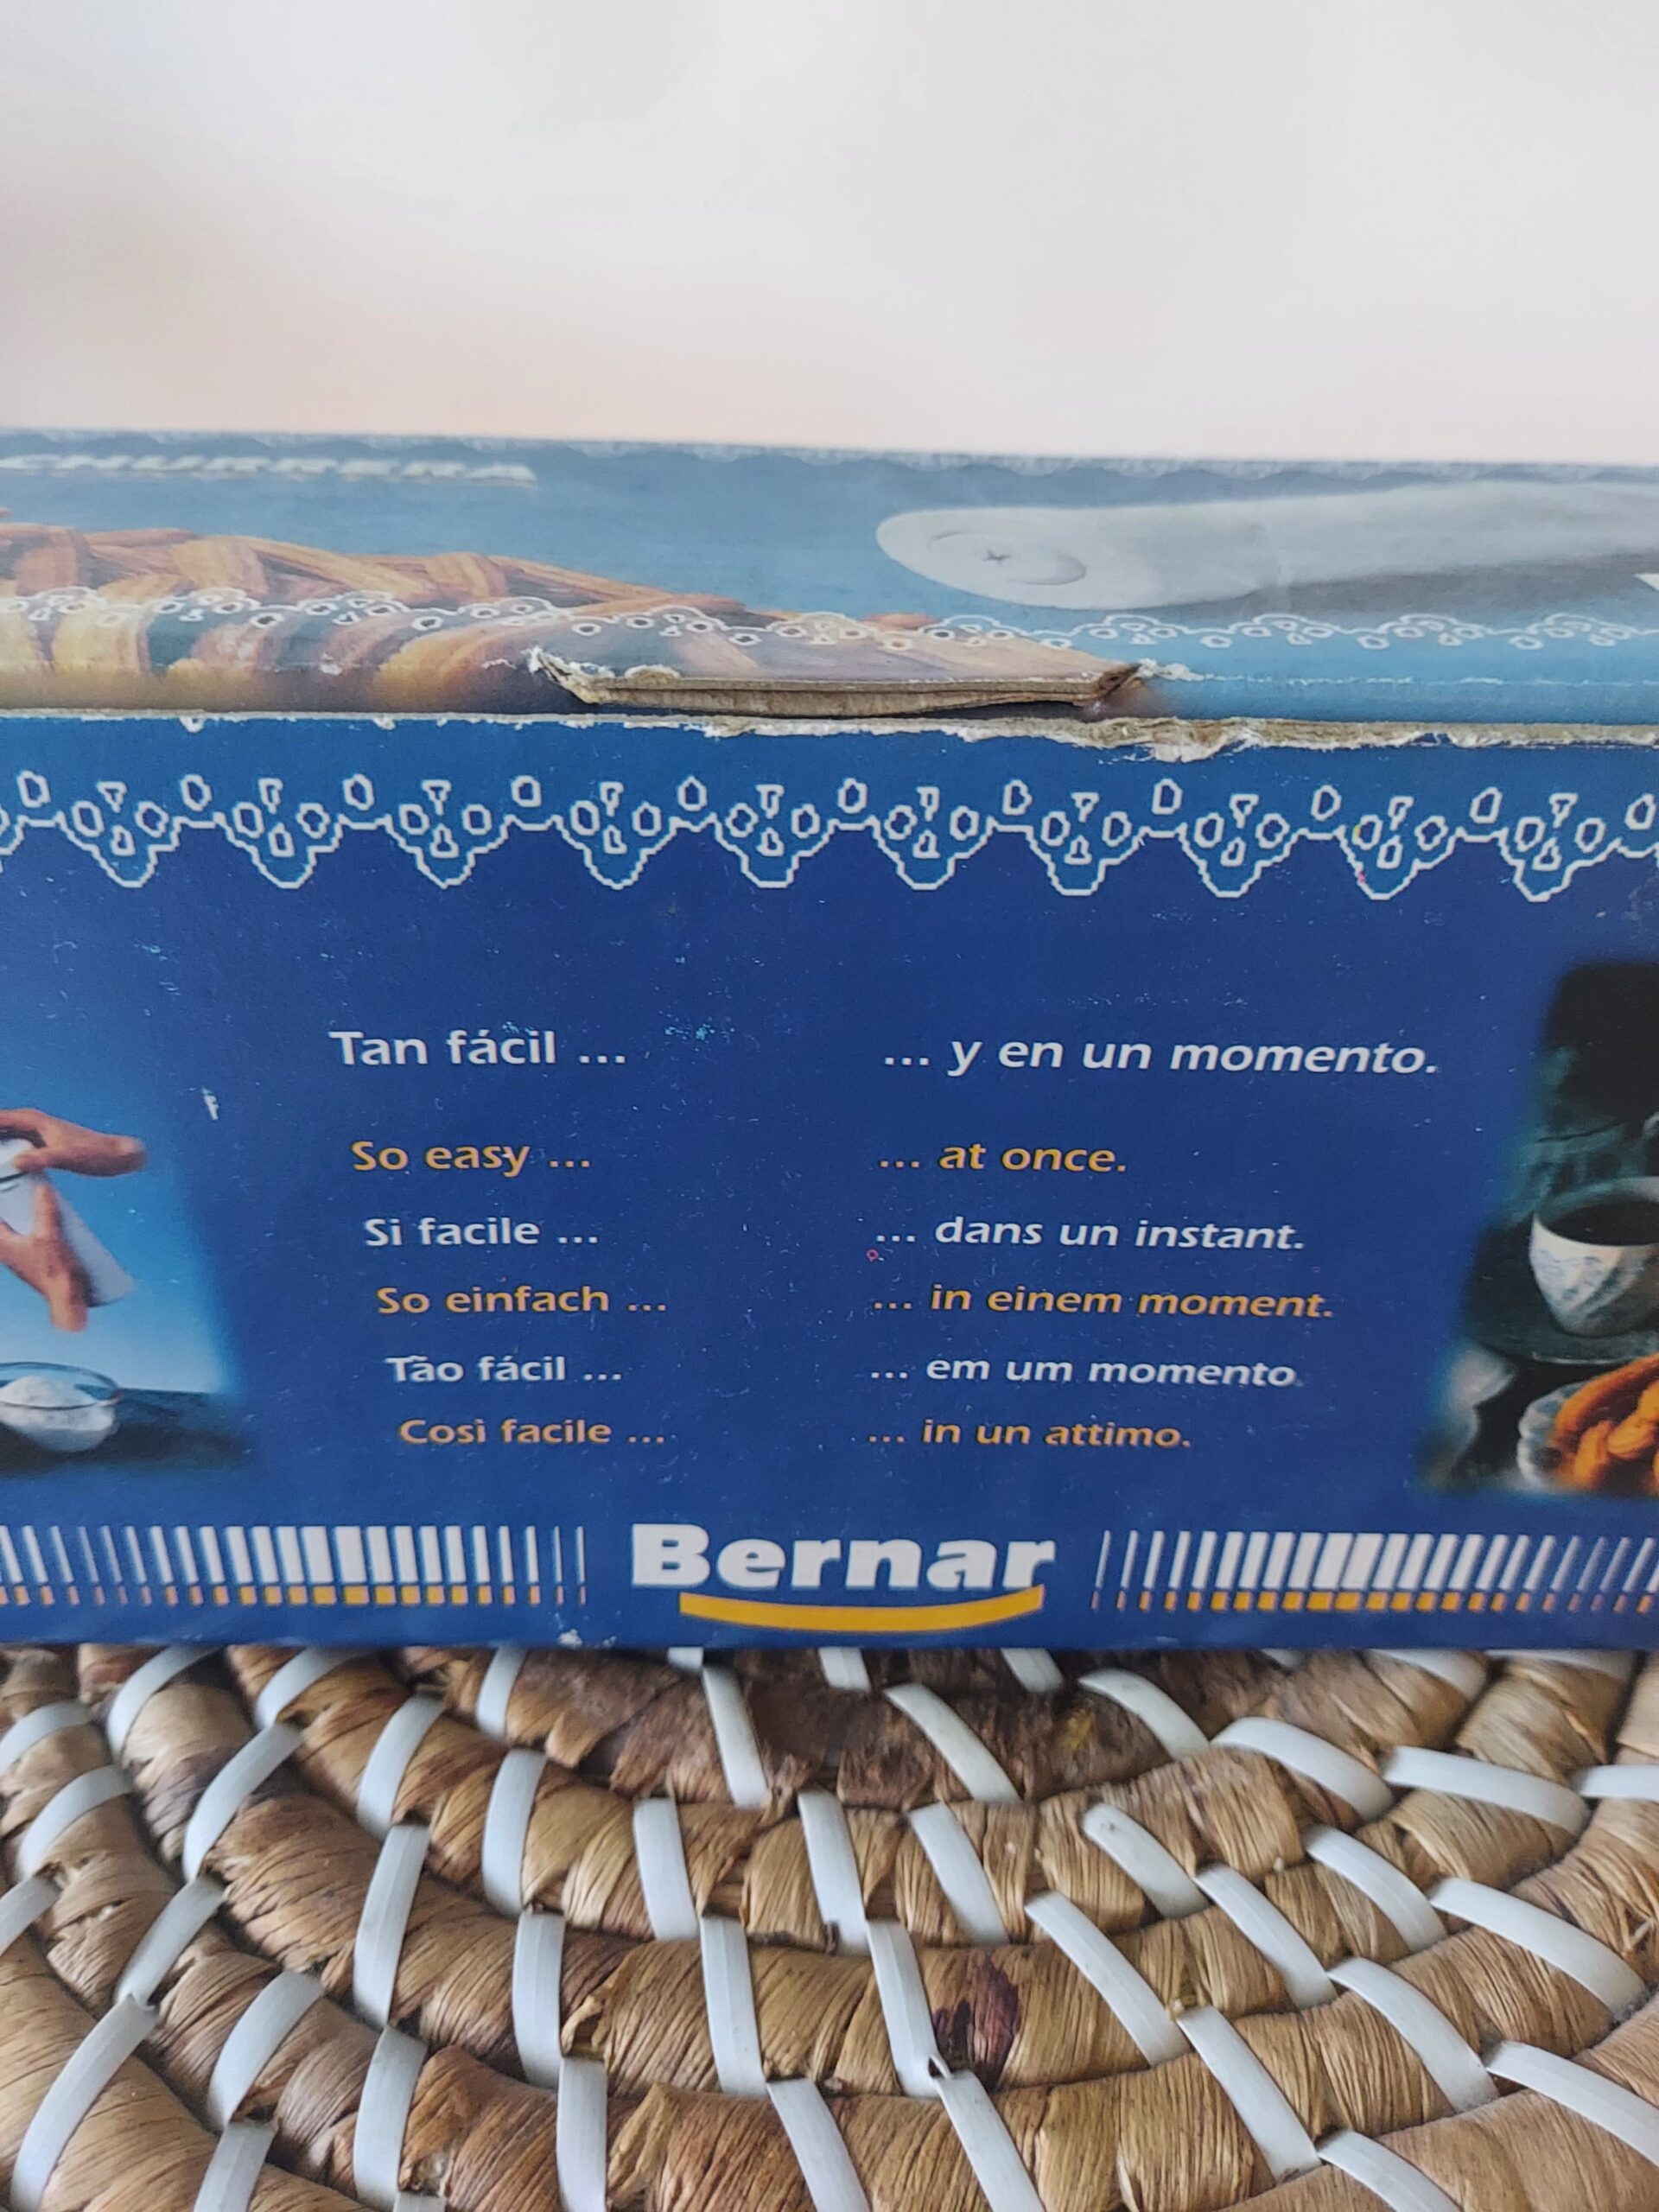 CHURRERA
Tan fácil ... ... y en un momento.
So easy ... ... at once.
Si facile ... ... dans un instant.
So einfach ... ... in einem moment.
Tão fácil ... ... em um momento.
Così facile ... ... in un attimo.
Bernar